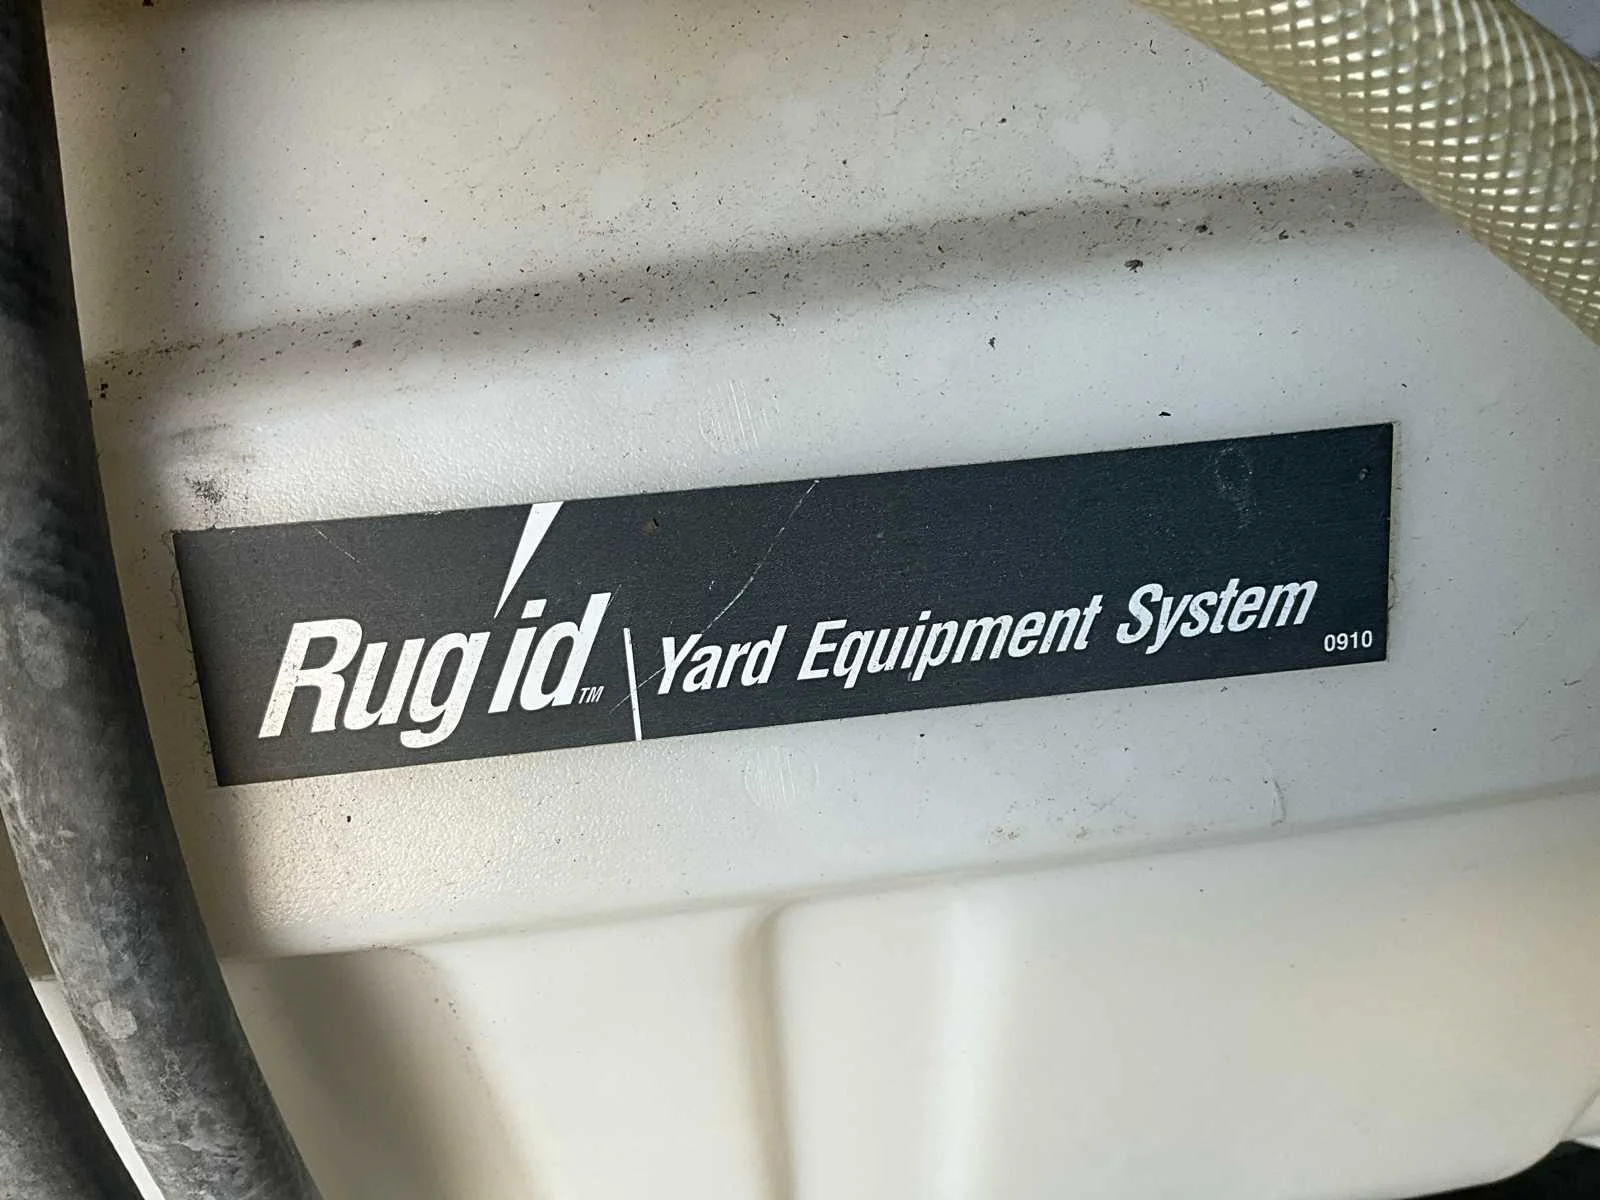 Rug'id™ | Yard Equipment System
0910